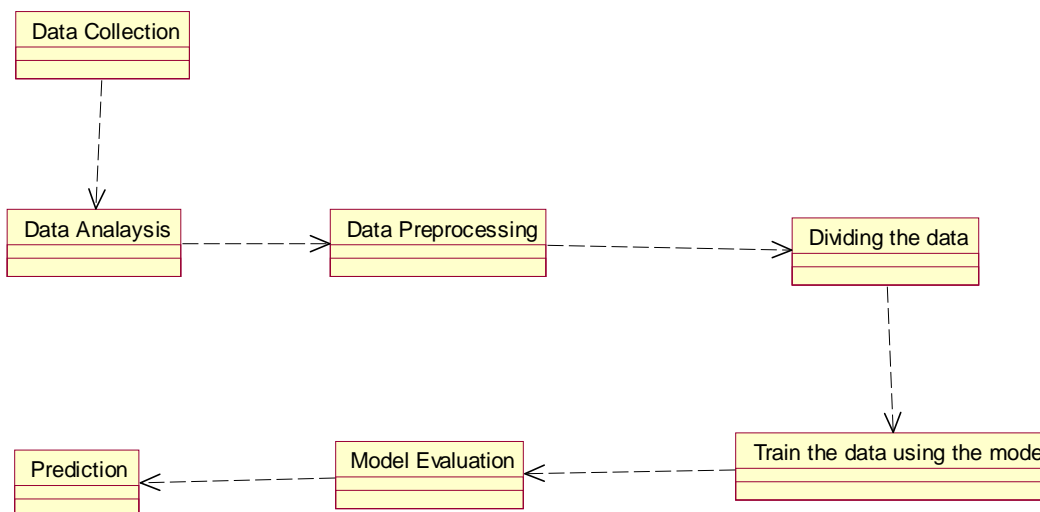 Data Collection
Data Analaysis
Data Preprocessing
Dividing the data
Train the data using the mode
Model Evaluation
Prediction